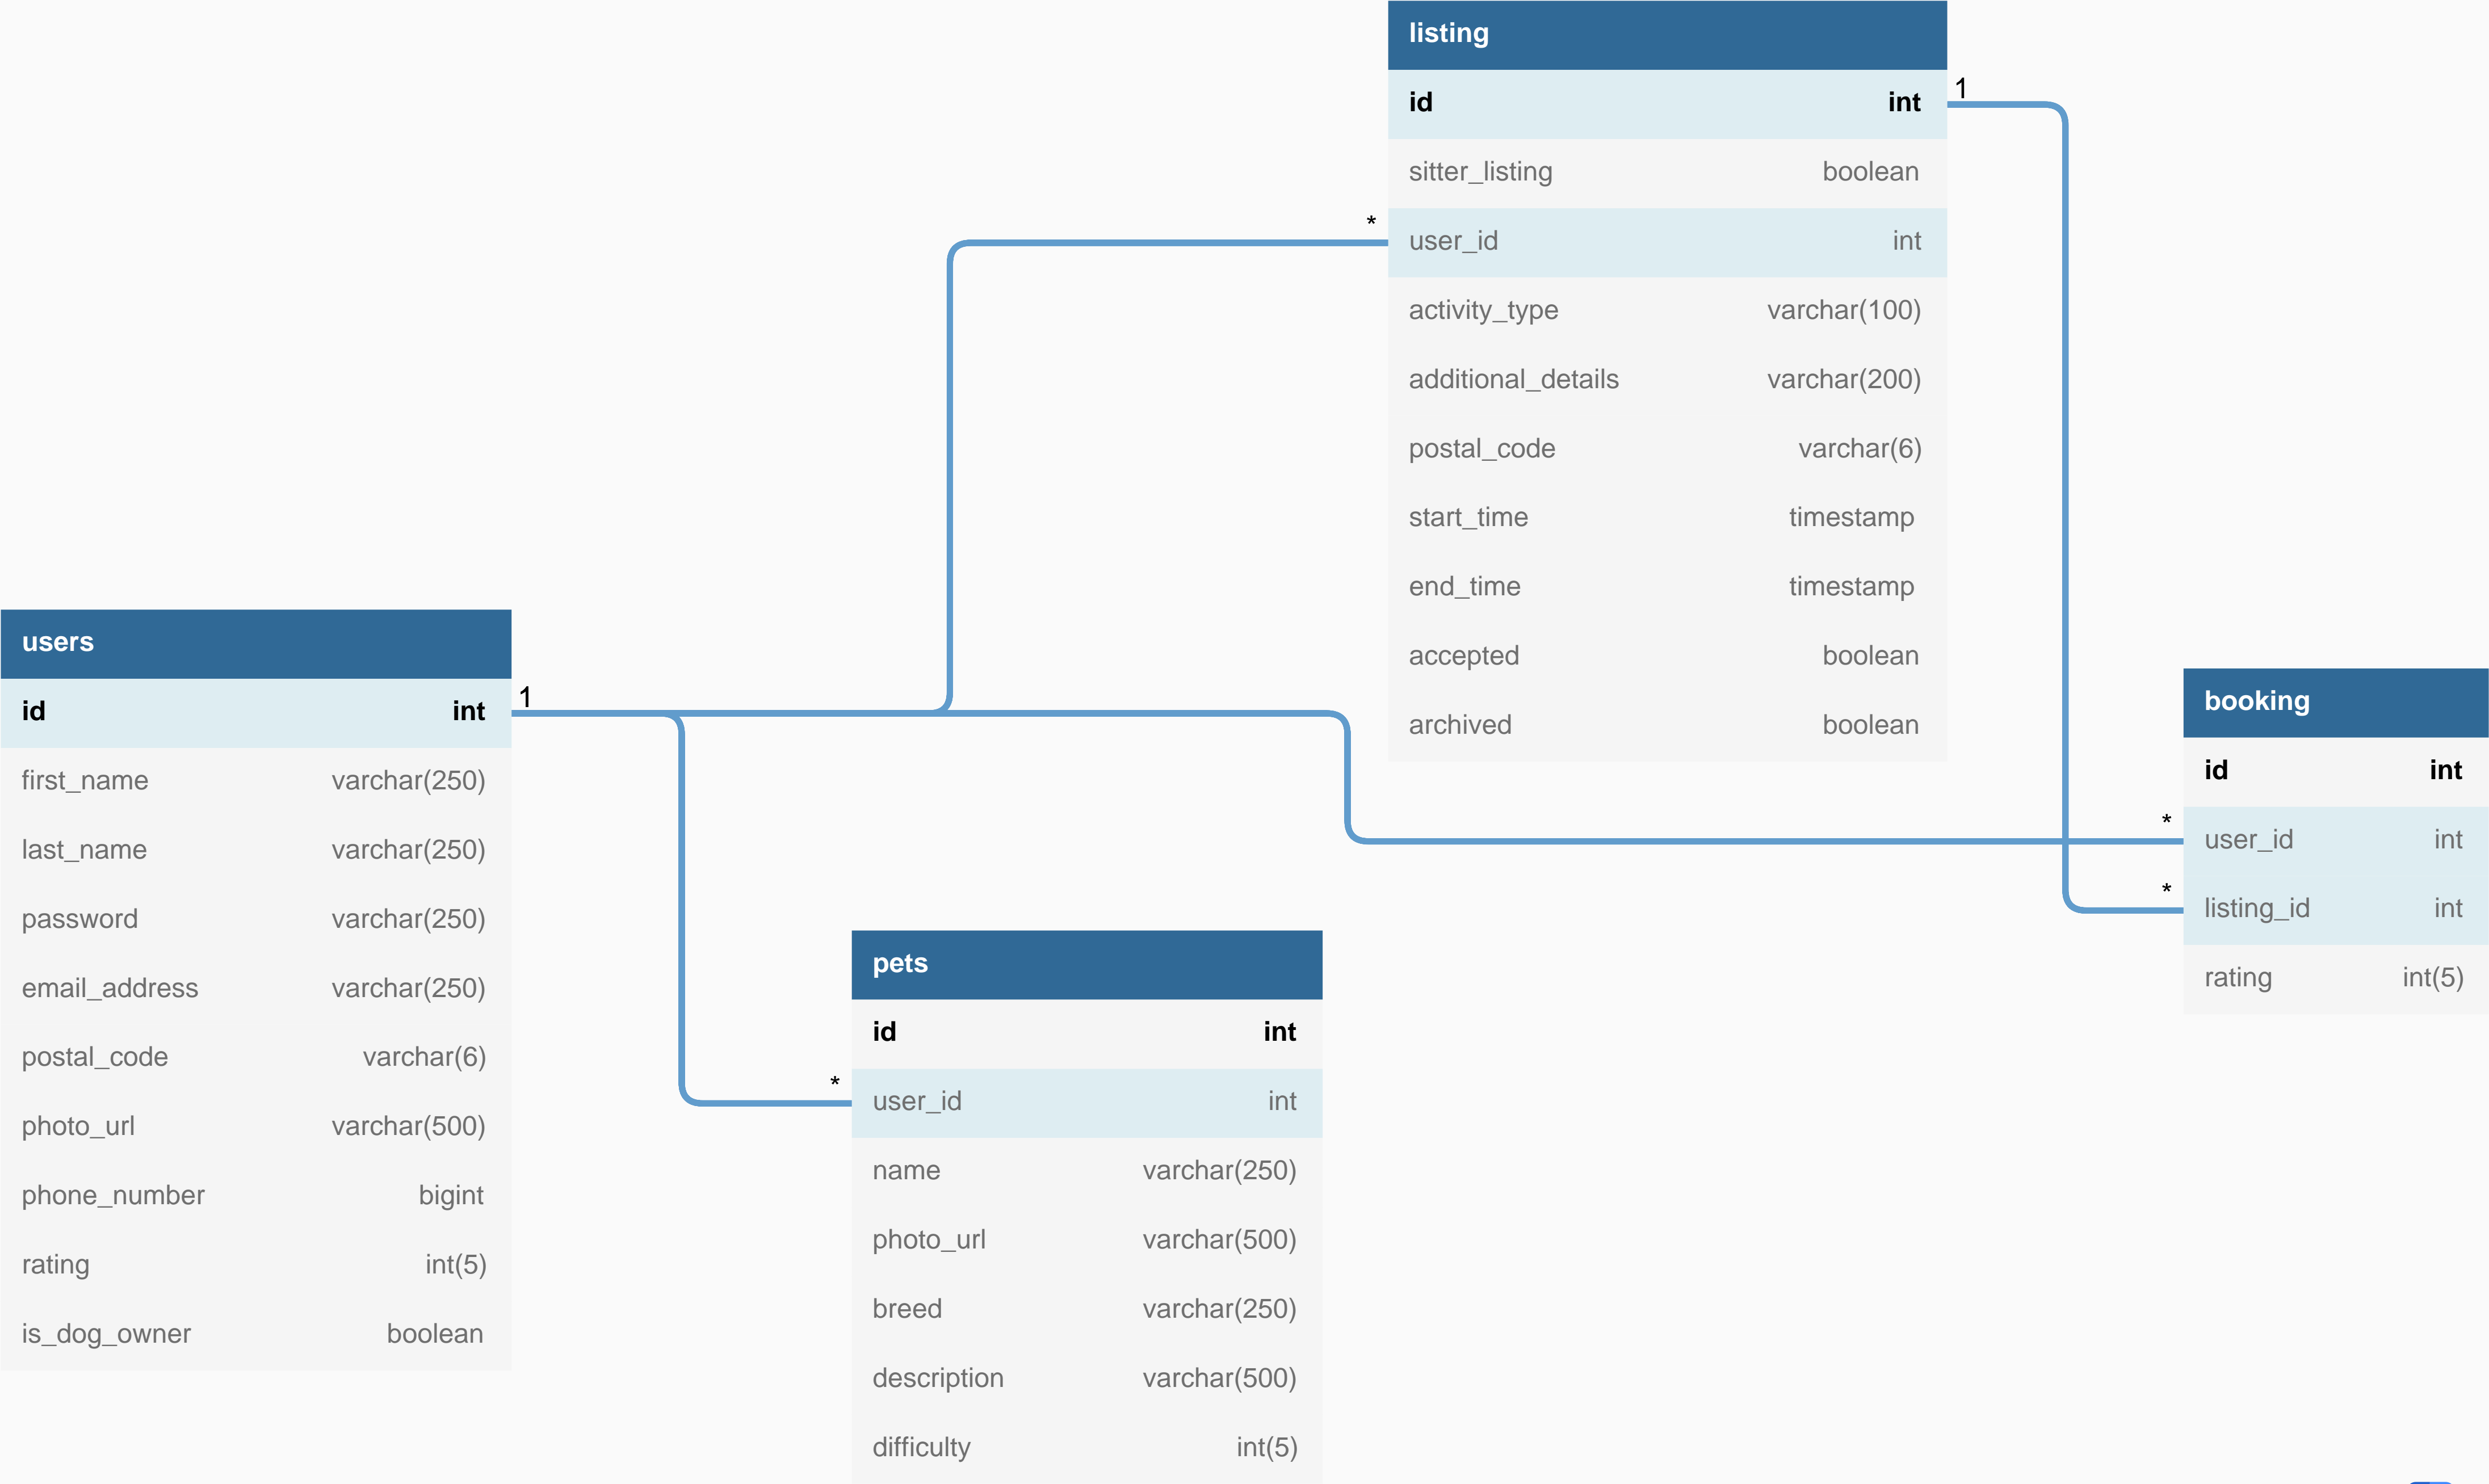 listing
id int
sitter_listing boolean
user_id int
activity_type varchar(100)
additional_details varchar(200)
postal_code varchar(6)
start_time timestamp
end_time timestamp
accepted boolean
archived boolean
1
*
users
id int
first_name varchar(250)
last_name varchar(250)
password varchar(250)
email_address varchar(250)
postal_code varchar(6)
photo_url varchar(500)
phone_number bigint
rating int(5)
is_dog_owner boolean
1
pets
id int
user_id int
name varchar(250)
photo_url varchar(500)
breed varchar(250)
description varchar(500)
difficulty int(5)
*
booking
id int
user_id int
listing_id int
rating int(5)
*
*